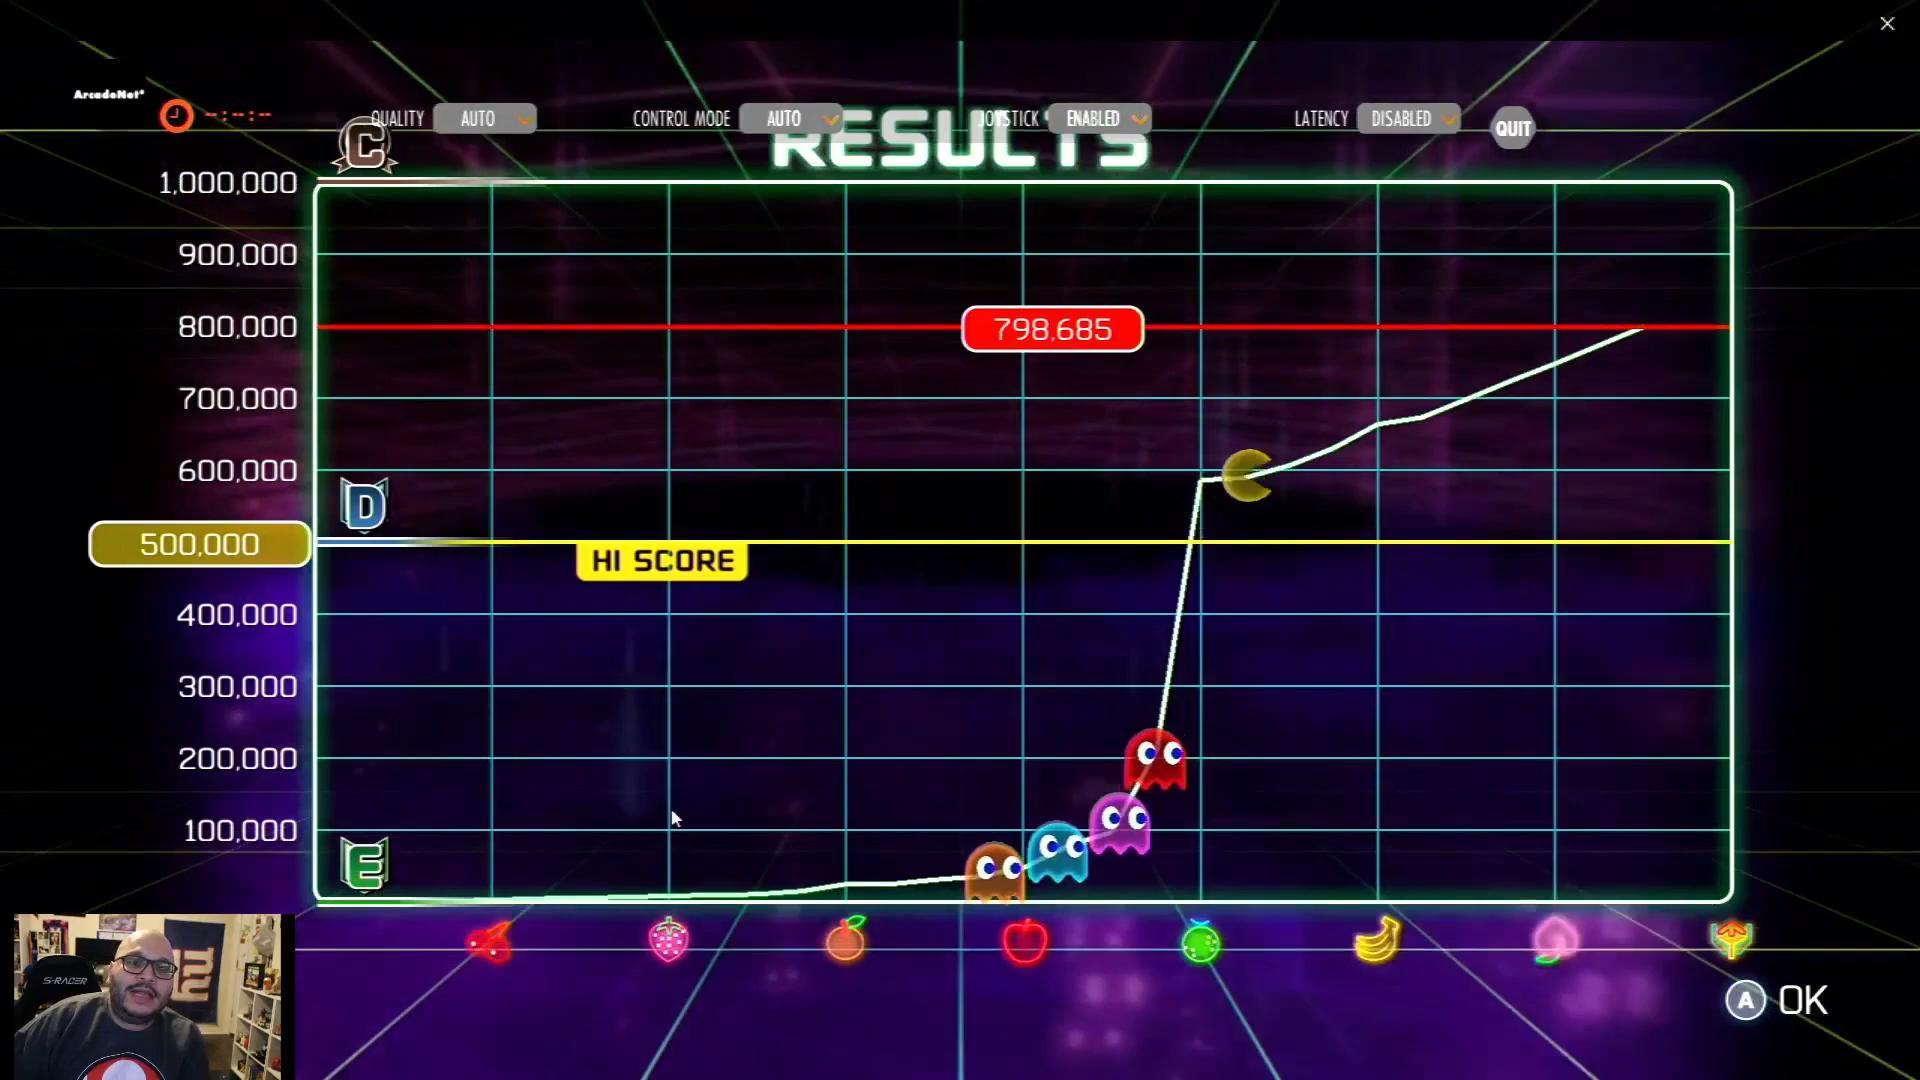 ArcadeNet®
--:--:--
QUALITY AUTO
CONTROL MODE AUTO
JOYSTICK ENABLED
LATENCY DISABLED
QUIT
RESULTS
C
1,000,000
900,000
800,000
798,685
700,000
600,000
D
500,000
HI SCORE
400,000
300,000
200,000
100,000
E
S-RACER
ny
A OK